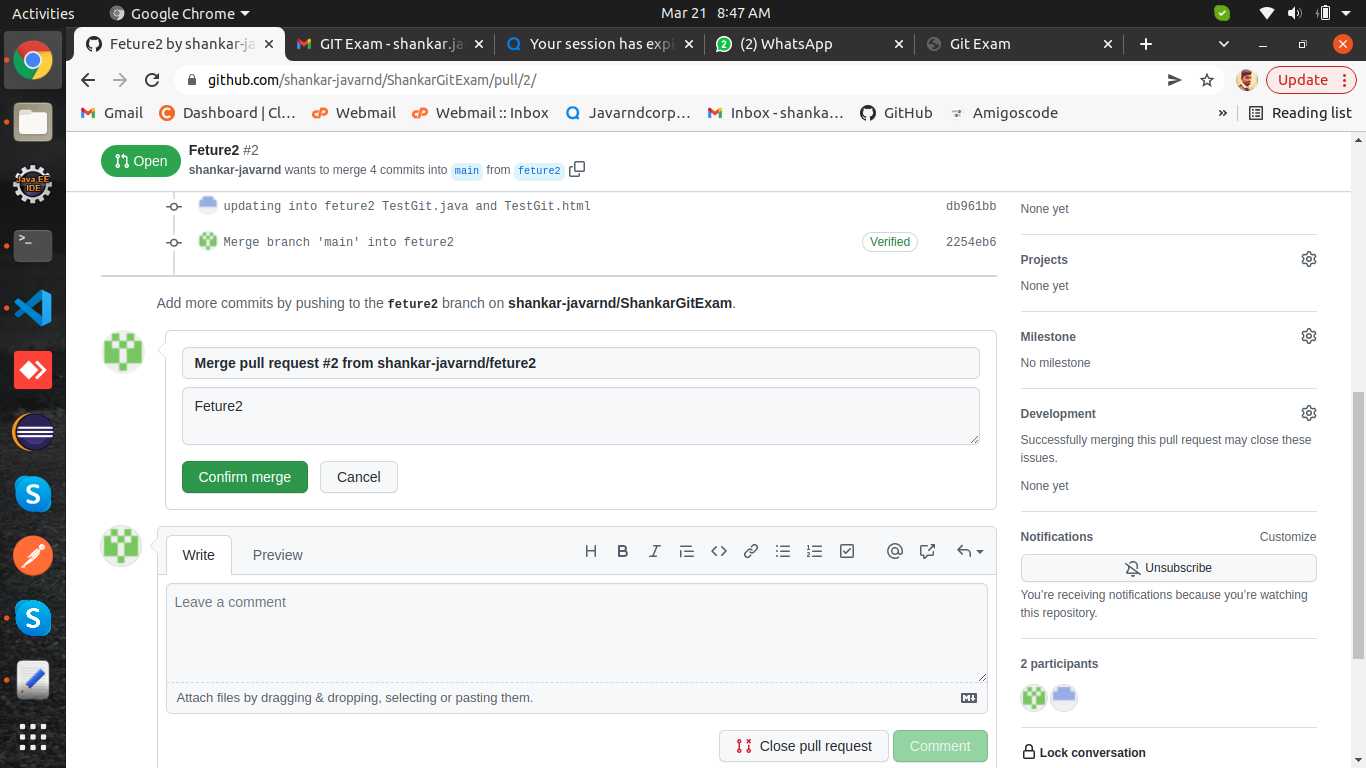 Activities
Google Chrome
Mar 21 8:47 AM
Feture2 by shankar-ja
GIT Exam - shankar.ja
Your session has expi
(2) WhatsApp
Git Exam
github.com/shankar-javarnd/ShankarGitExam/pull/2/
Update
Gmail
Dashboard | Cl...
Webmail
Webmail :: Inbox
Javarndcorp...
Inbox - shanka...
GitHub
Amigoscode
»
Reading list
Open
Feture2 #2
shankar-javarnd wants to merge 4 commits into main from feture2
updating into feture2 TestGit.java and TestGit.html
db961bb
Merge branch 'main' into feture2
Verified
2254eb6
Add more commits by pushing to the feture2 branch on shankar-javarnd/ShankarGitExam.
Merge pull request #2 from shankar-javarnd/feture2
Feture2
Confirm merge
Cancel
Write
Preview
Leave a comment
Attach files by dragging & dropping, selecting or pasting them.
Close pull request
Comment
None yet
Projects
None yet
Milestone
No milestone
Development
Successfully merging this pull request may close these
issues.
None yet
Notifications
Customize
Unsubscribe
You're receiving notifications because you're watching
this repository.
2 participants
Lock conversation
Java EE
IDE